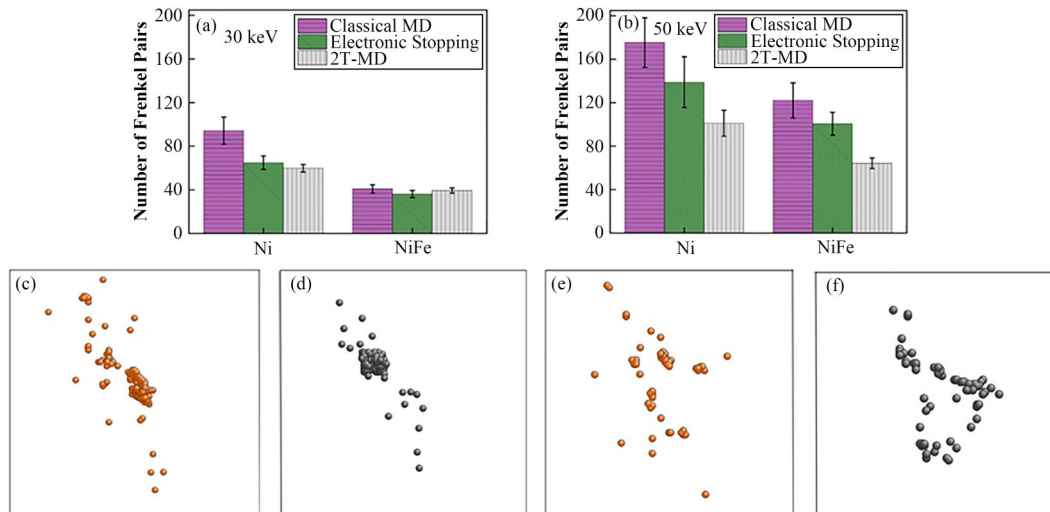 (a) 30 keV
Classical MD
Electronic Stopping
2T-MD
Number of Frenkel Pairs
200
160
120
80
40
0
Ni NiFe
(b) 50 keV
Classical MD
Electronic Stopping
2T-MD
Number of Frenkel Pairs
200
160
120
80
40
0
Ni NiFe
(c)
(d)
(e)
(f)